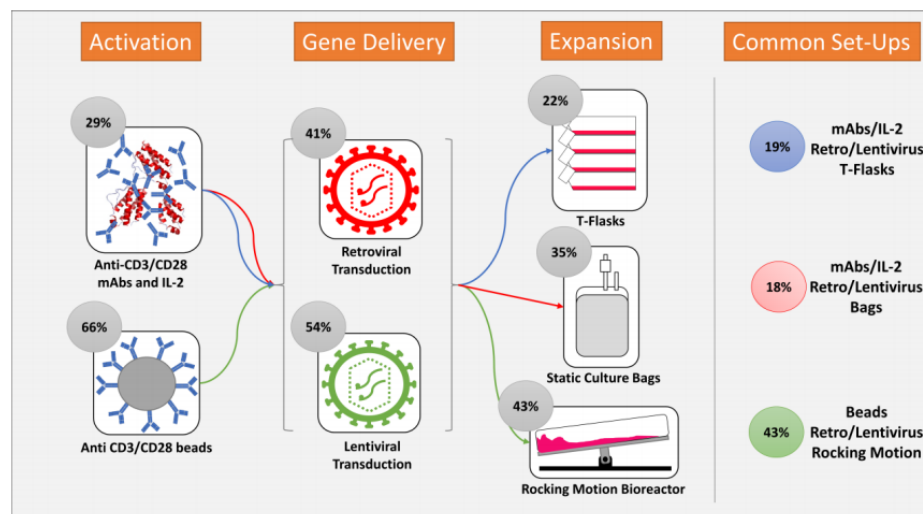 Activation
Gene Delivery
Expansion
Common Set-Ups
29%
Anti-CD3/CD28
mAbs and IL-2
66%
Anti CD3/CD28 beads
41%
Retroviral
Transduction
54%
Lentiviral
Transduction
22%
T-Flasks
35%
Static Culture Bags
43%
Rocking Motion Bioreactor
19%
mAbs/IL-2
Retro/Lentivirus
T-Flasks
18%
mAbs/IL-2
Retro/Lentivirus
Bags
43%
Beads
Retro/Lentivirus
Rocking Motion